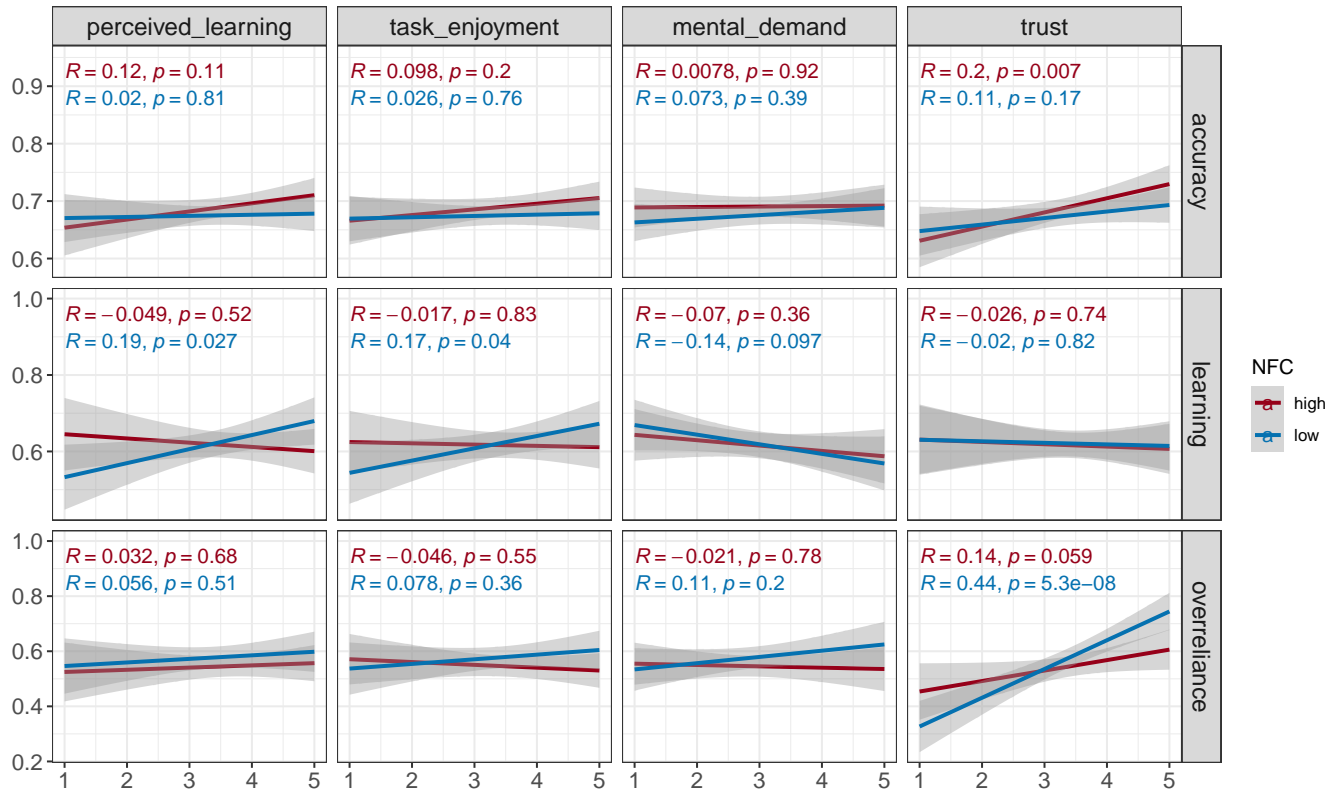 perceived_learning task_enjoyment mental_demand trust
R = 0.12, p = 0.11
R = 0.02, p = 0.81
R = 0.098, p = 0.2
R = 0.026, p = 0.76
R = 0.0078, p = 0.92
R = 0.073, p = 0.39
R = 0.2, p = 0.007
R = 0.11, p = 0.17
0.9
0.8
0.7
0.6
accuracy
R = −0.049, p = 0.52
R = 0.19, p = 0.027
R = −0.017, p = 0.83
R = 0.17, p = 0.04
R = −0.07, p = 0.36
R = −0.14, p = 0.097
R = −0.026, p = 0.74
R = −0.02, p = 0.82
1.0
0.8
0.6
learning
NFC
a high
a low
R = 0.032, p = 0.68
R = 0.056, p = 0.51
R = −0.046, p = 0.55
R = 0.078, p = 0.36
R = −0.021, p = 0.78
R = 0.11, p = 0.2
R = 0.14, p = 0.059
R = 0.44, p = 5.3e−08
1.0
0.8
0.6
0.4
0.2
overreliance
1 2 3 4 5 1 2 3 4 5 1 2 3 4 5 1 2 3 4 5